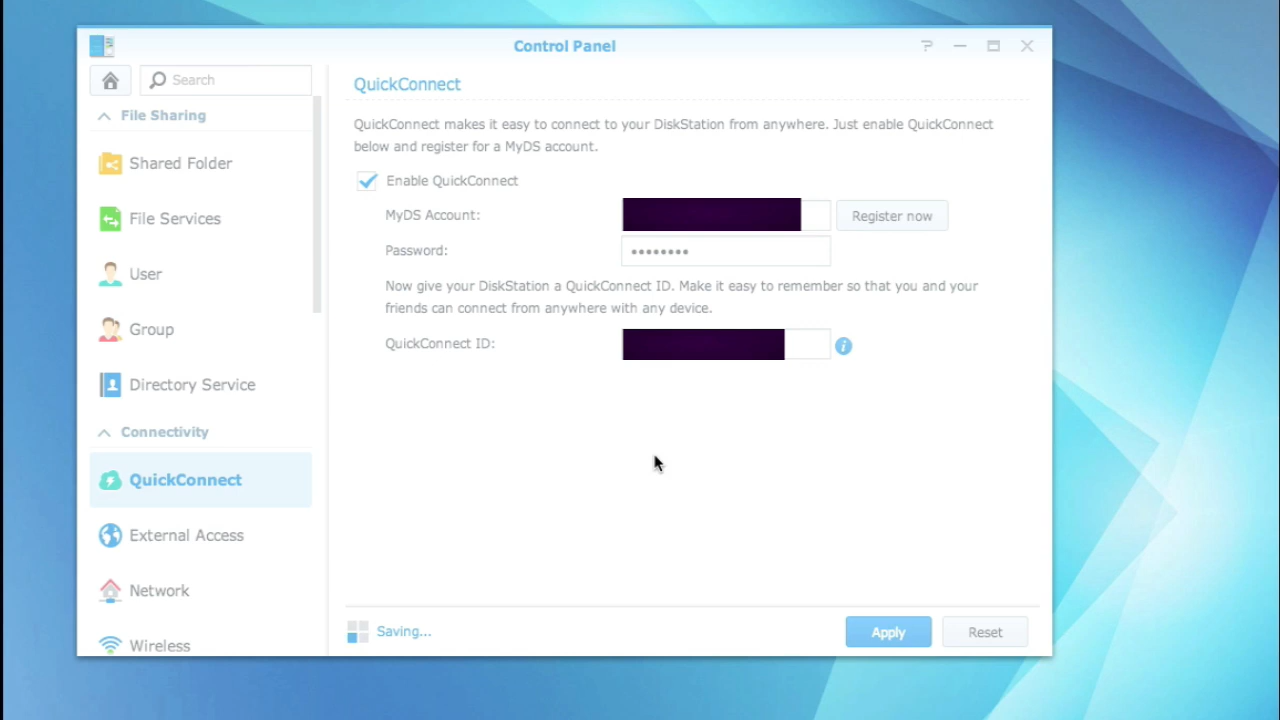 Control Panel
Search
QuickConnect
File Sharing
QuickConnect makes it easy to connect to your DiskStation from anywhere. Just enable QuickConnect
below and register for a MyDS account.
Shared Folder
Enable QuickConnect
File Services
MyDS Account:
Register now
Password:
User
Now give your DiskStation a QuickConnect ID. Make it easy to remember so that you and your
friends can connect from anywhere with any device.
Group
QuickConnect ID:
Directory Service
Connectivity
QuickConnect
External Access
Network
Wireless
Saving...
Apply
Reset